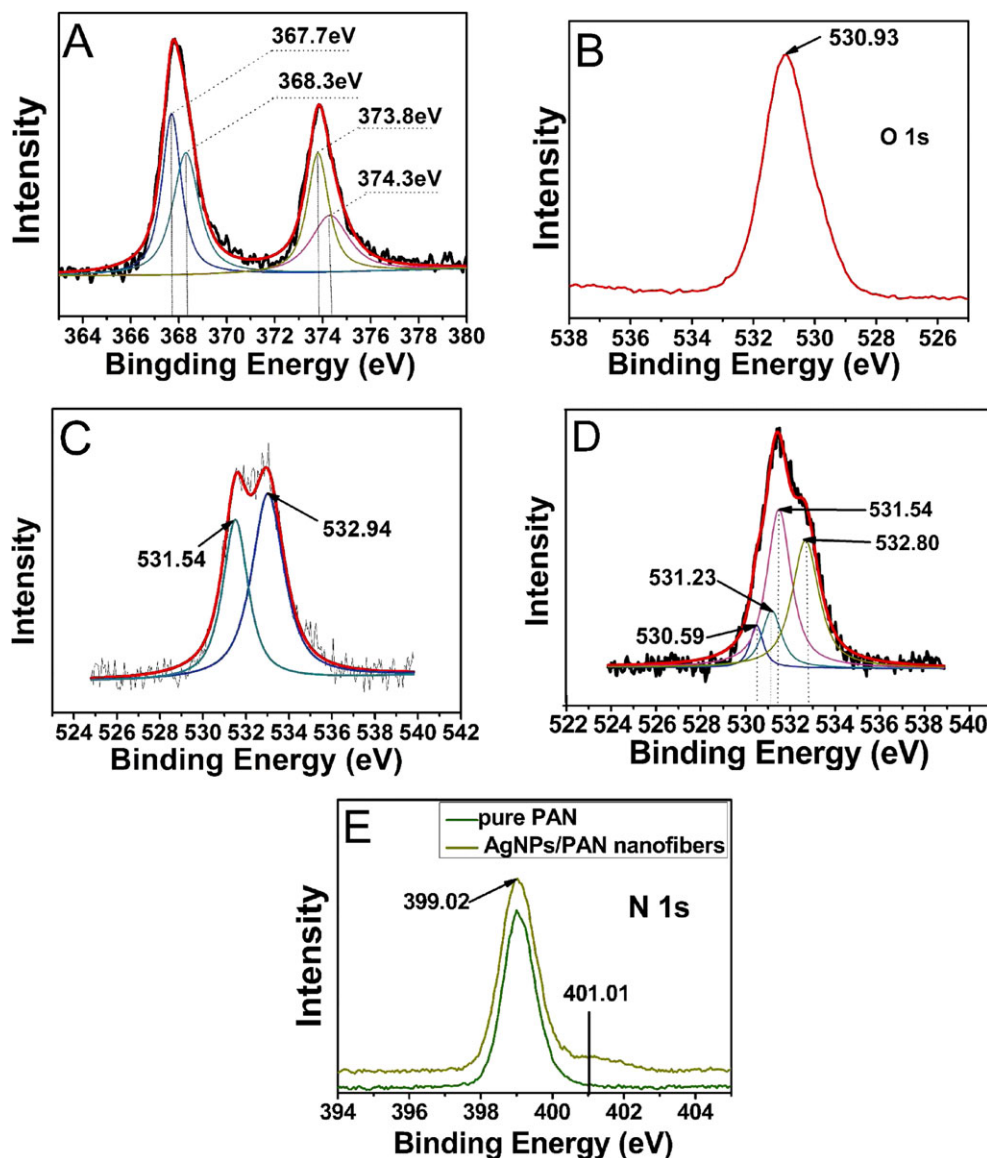 A
367.7eV
368.3eV
373.8eV
374.3eV
Intensity
364 366 368 370 372 374 376 378 380
Bingding Energy (eV)
B
530.93
O 1s
Intensity
538 536 534 532 530 528 526
Binding Energy (eV)
C
531.54
532.94
Intensity
524 526 528 530 532 534 536 538 540 542
Binding Energy (eV)
D
531.54
532.80
531.23
530.59
Intensity
522 524 526 528 530 532 534 536 538 540
Binding Energy (eV)
E
pure PAN
AgNPs/PAN nanofibers
399.02
N 1s
401.01
Intensity
394 396 398 400 402 404
Binding Energy (eV)